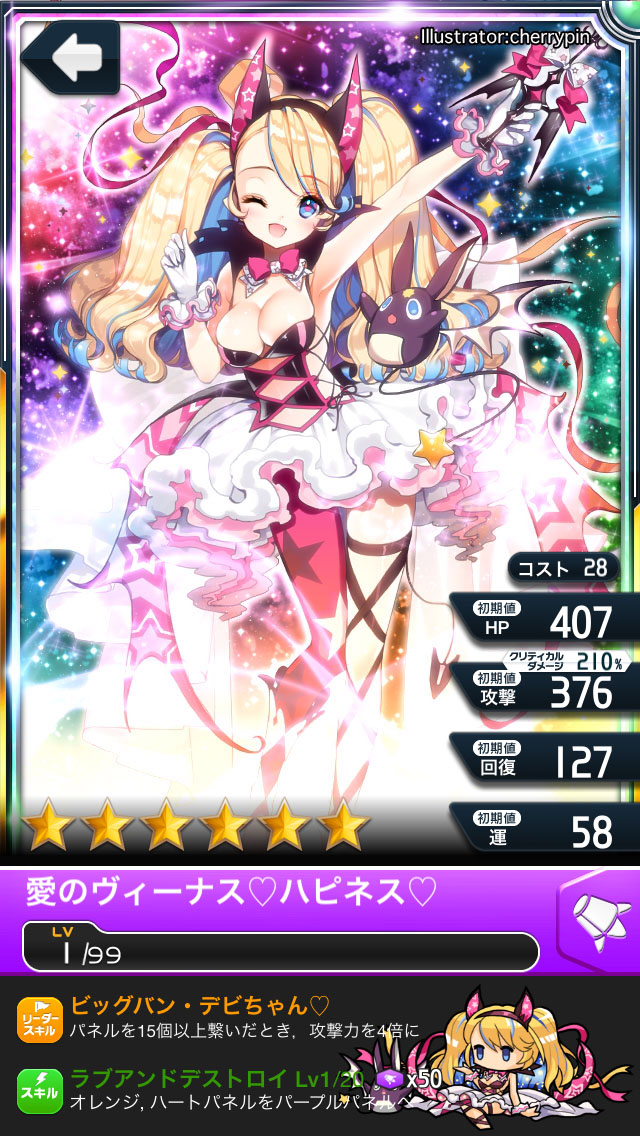 Illustrator:cherrypin
コスト 28
初期値
HP 407
クリティカル
ダメージ 210%
初期値
攻撃 376
初期値
回復 127
初期値
運 58
愛のヴィーナス♡ハピネス♡
LV
1/99
リーダー
スキル
ビッグバン・デビちゃん♡
パネルを15個以上繋いだとき，攻撃力を4倍に
スキル
ラブアンドデストロイ Lv1/20
x50
オレンジ, ハートパネルをパープルパネルへ